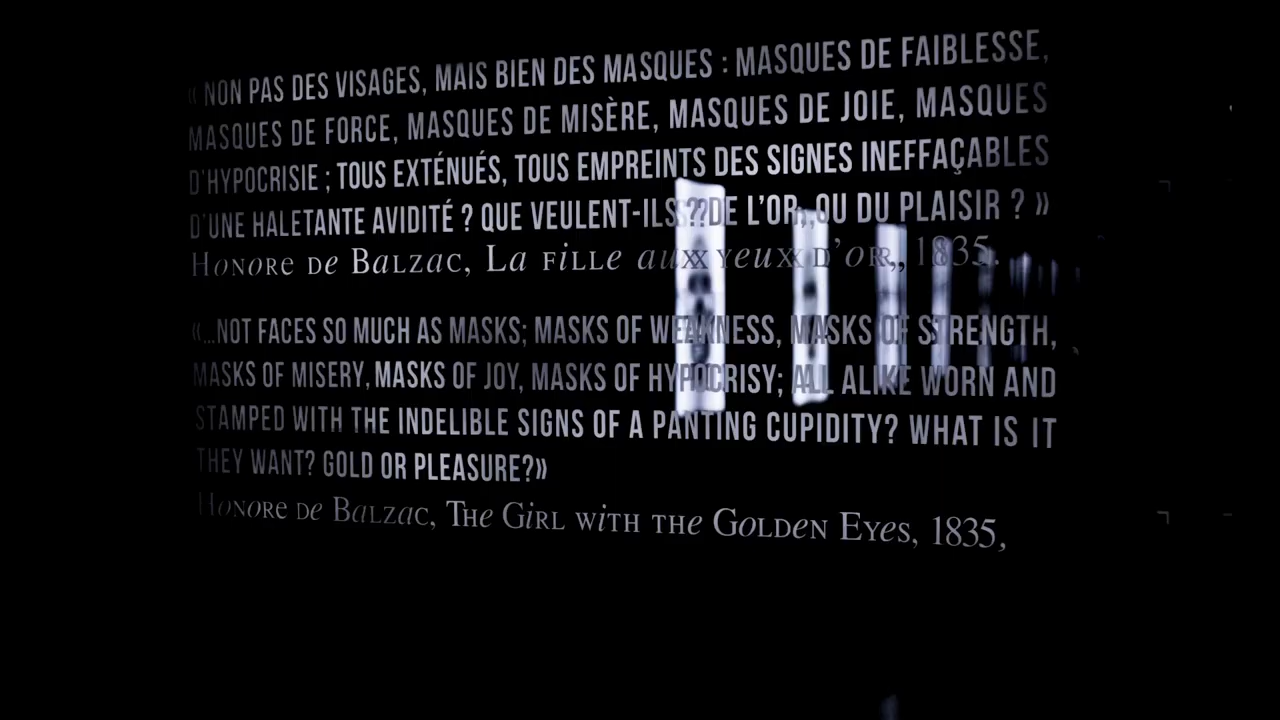 « NON PAS DES VISAGES, MAIS BIEN DES MASQUES : MASQUES DE FAIBLESSE,
MASQUES DE FORCE, MASQUES DE MISÈRE, MASQUES DE JOIE, MASQUES
D'HYPOCRISIE ; TOUS EXTÉNUÉS, TOUS EMPREINTS DES SIGNES INEFFAÇABLES
D'UNE HALETANTE AVIDITÉ ? QUE VEULENT-ILS ?? DE L'OR, OU DU PLAISIR ? »
Honore de Balzac, La fille aux yeux d'or, 1835.
«...NOT FACES SO MUCH AS MASKS; MASKS OF WEAKNESS, MASKS OF STRENGTH,
MASKS OF MISERY, MASKS OF JOY, MASKS OF HYPOCRISY; ALL ALIKE WORN AND
STAMPED WITH THE INDELIBLE SIGNS OF A PANTING CUPIDITY? WHAT IS IT
THEY WANT? GOLD OR PLEASURE?»
Honore de Balzac, The Girl with the Golden Eyes, 1835,